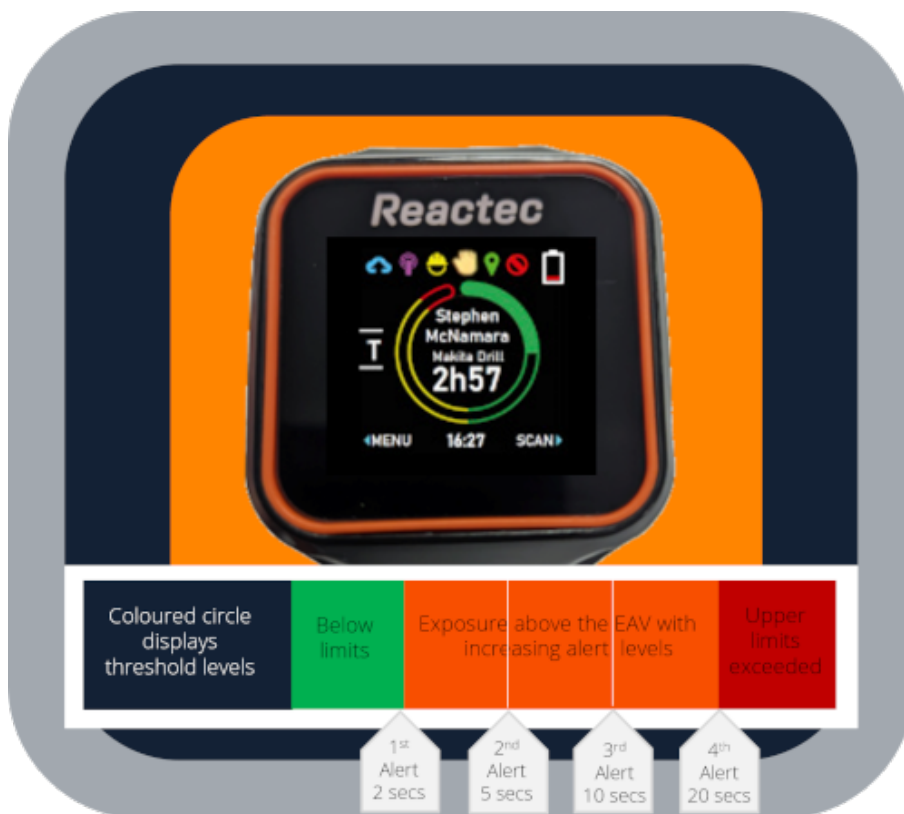 Reactec
Stephen
McNamara
Makita Drill
2h57
T
MENU 16:27 SCAN
Coloured circle
displays
threshold levels
Below
limits
Exposure above the EAV with
increasing alert levels
Upper
limits
exceeded
1st
Alert
2 secs
2nd
Alert
5 secs
3rd
Alert
10 secs
4th
Alert
20 secs